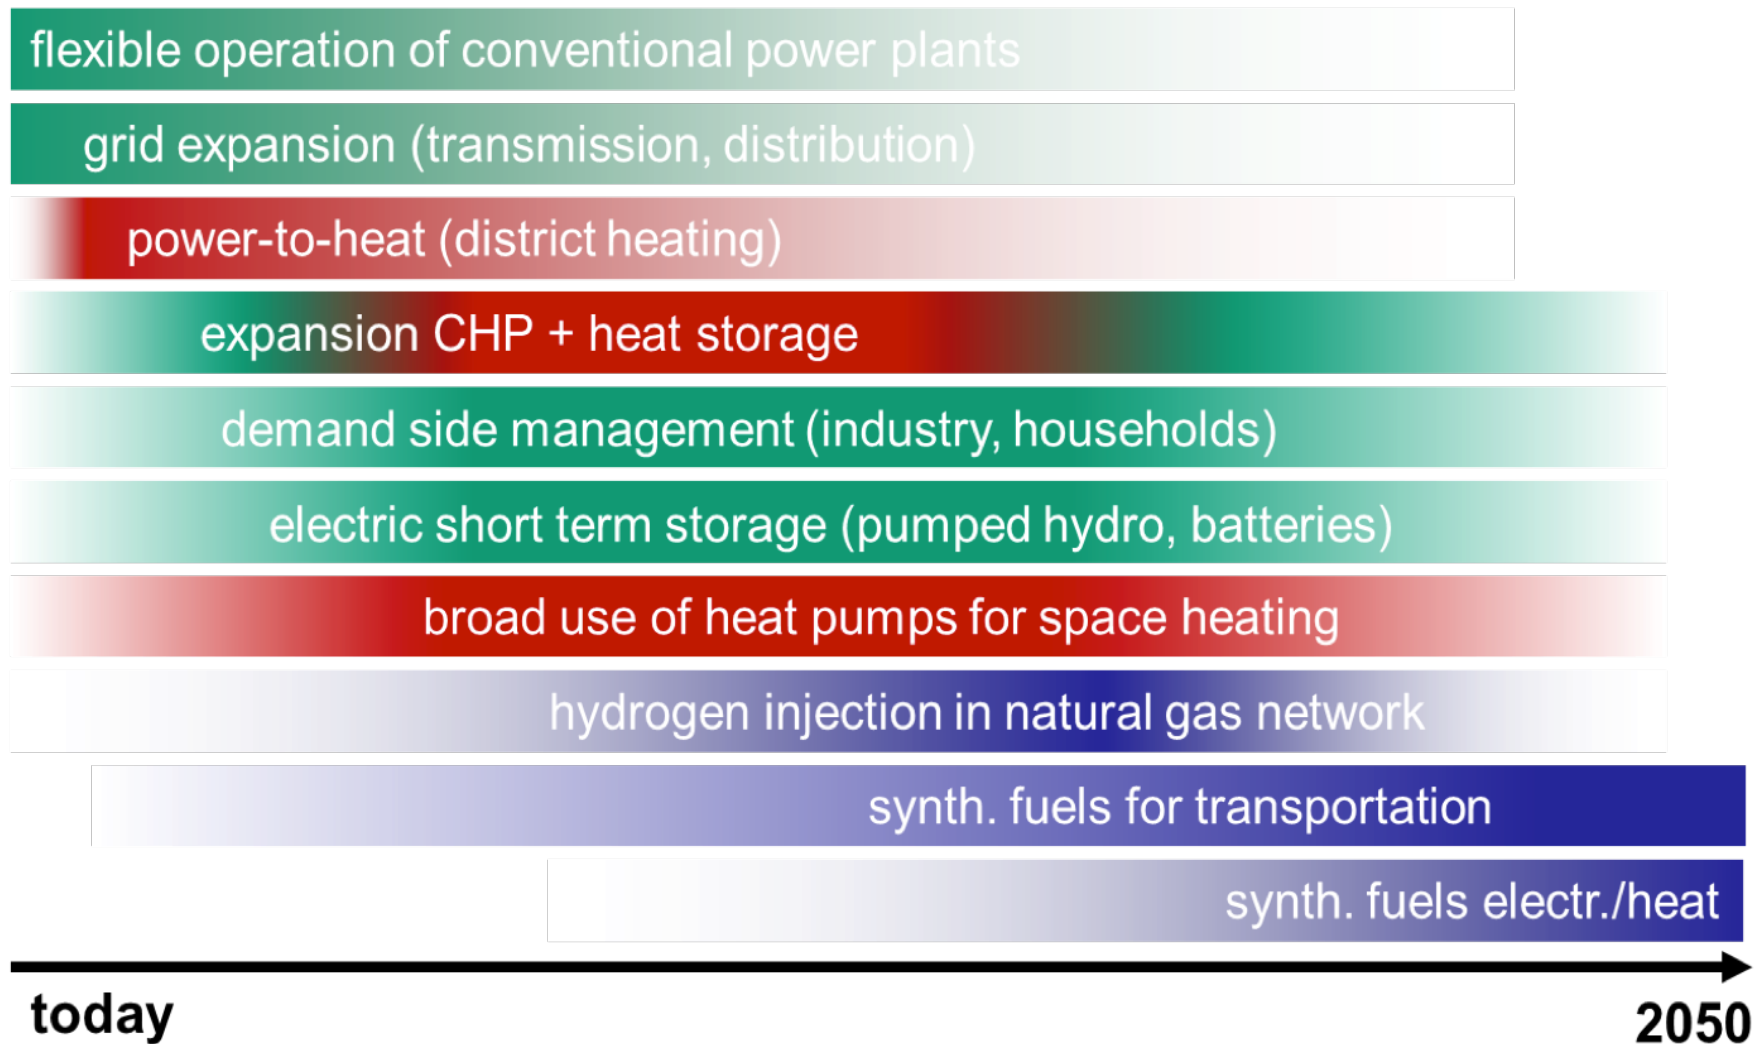 flexible operation of conventional power plants
grid expansion (transmission, distribution)
power-to-heat (district heating)
expansion CHP + heat storage
demand side management (industry, households)
electric short term storage (pumped hydro, batteries)
broad use of heat pumps for space heating
hydrogen injection in natural gas network
synth. fuels for transportation
synth. fuels electr./heat
today
2050